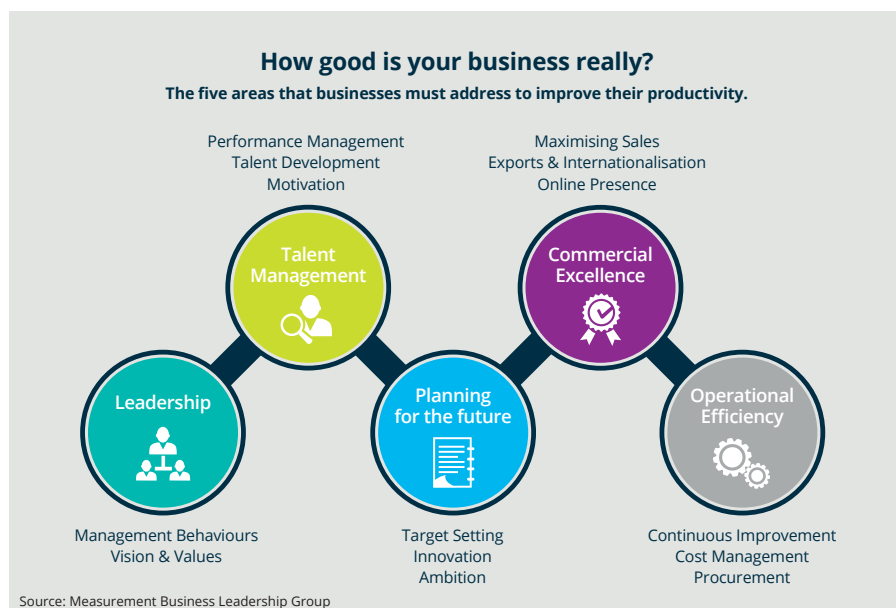 How good is your business really?
The five areas that businesses must address to improve their productivity.
Performance Management
Talent Development
Motivation
Maximising Sales
Exports & Internationalisation
Online Presence
Talent
Management
Commercial
Excellence
Leadership
Planning
for the future
Operational
Efficiency
Management Behaviours
Vision & Values
Target Setting
Innovation
Ambition
Continuous Improvement
Cost Management
Procurement
Source: Measurement Business Leadership Group